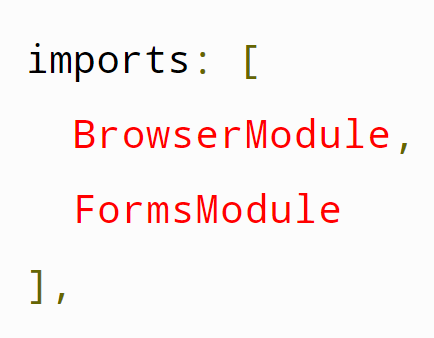 imports: [
  BrowserModule,
  FormsModule
],